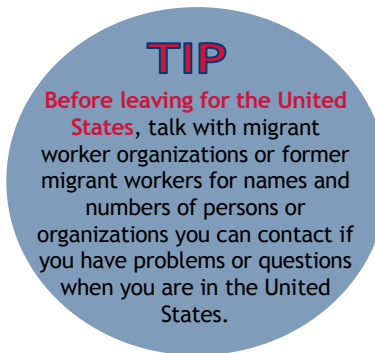 TIP
Before leaving for the United
States, talk with migrant
worker organizations or former
migrant workers for names and
numbers of persons or
organizations you can contact if
you have problems or questions
when you are in the United
States.